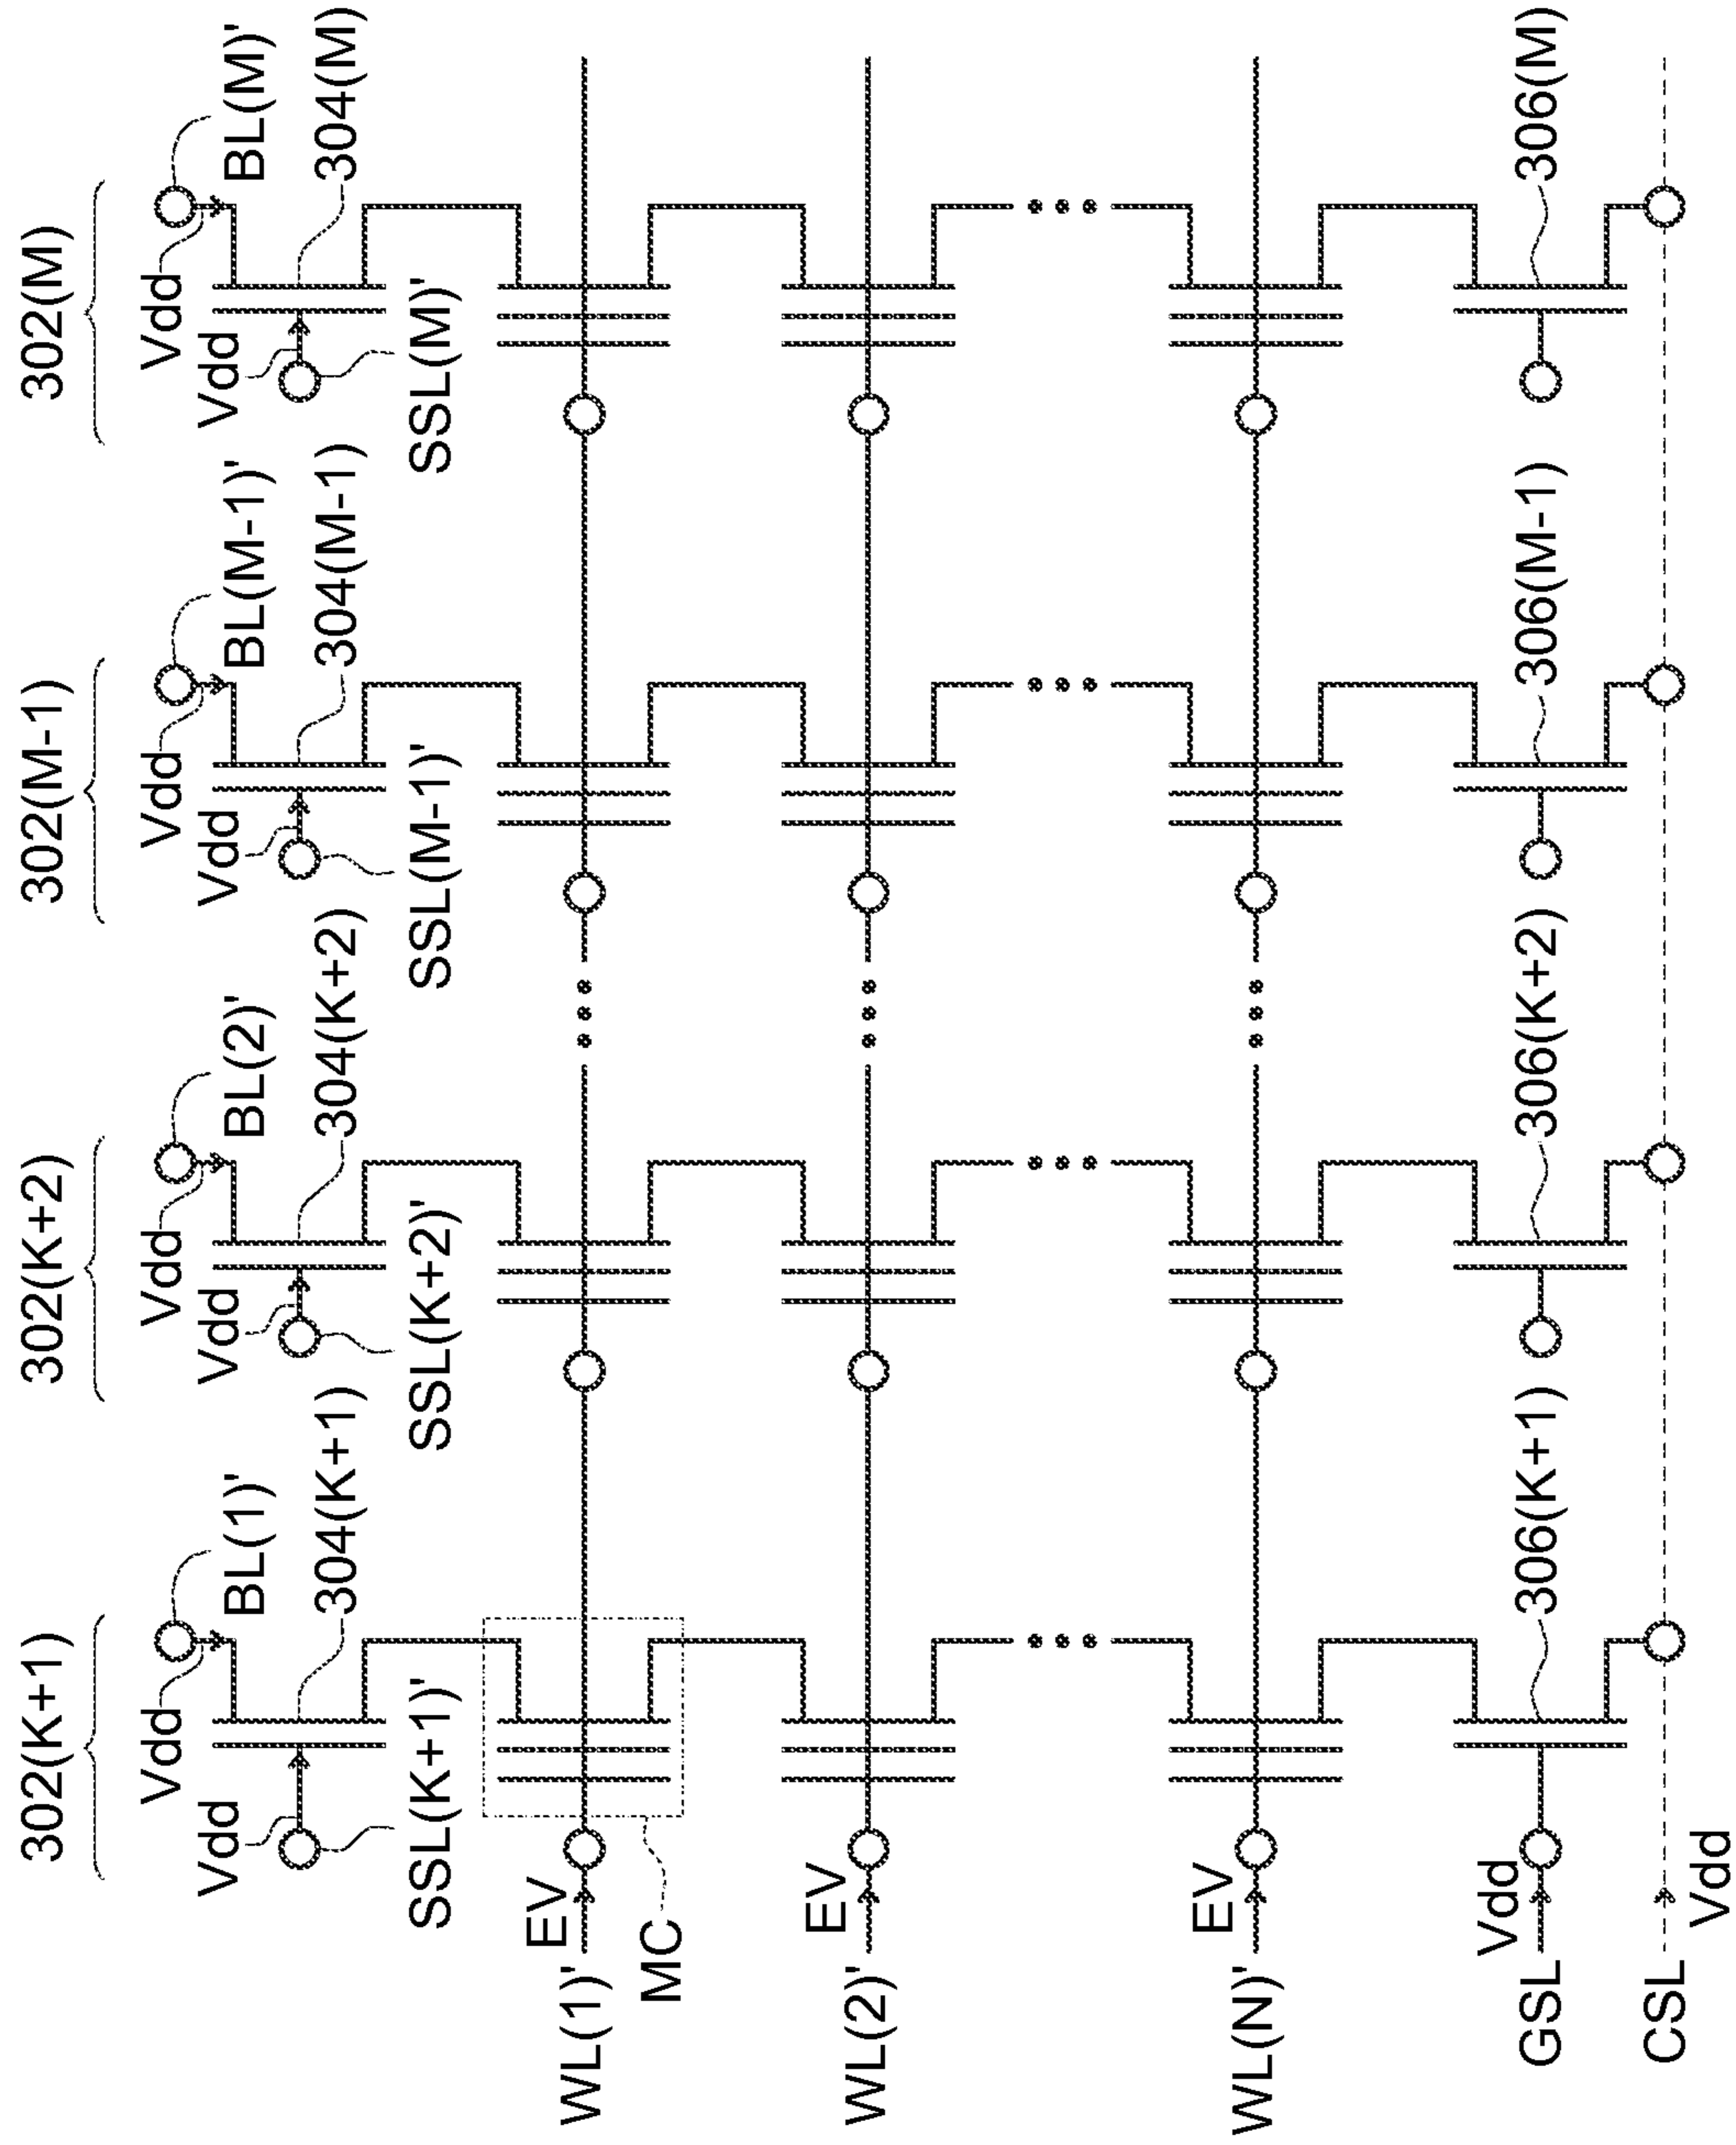 302(K+1)
302(K+2)
302(M-1)
302(M)
Vdd
BL(1)'
Vdd
BL(2)'
Vdd
BL(M-1)'
Vdd
BL(M)'
Vdd
304(K+1)
Vdd
304(K+2)
Vdd
304(M-1)
Vdd
304(M)
SSL(K+1)'
SSL(K+2)'
SSL(M-1)'
SSL(M)'
WL(1)'
EV
MC
WL(2)'
EV
WL(N)'
EV
GSL
Vdd
306(K+1)
306(K+2)
306(M-1)
306(M)
CSL
Vdd